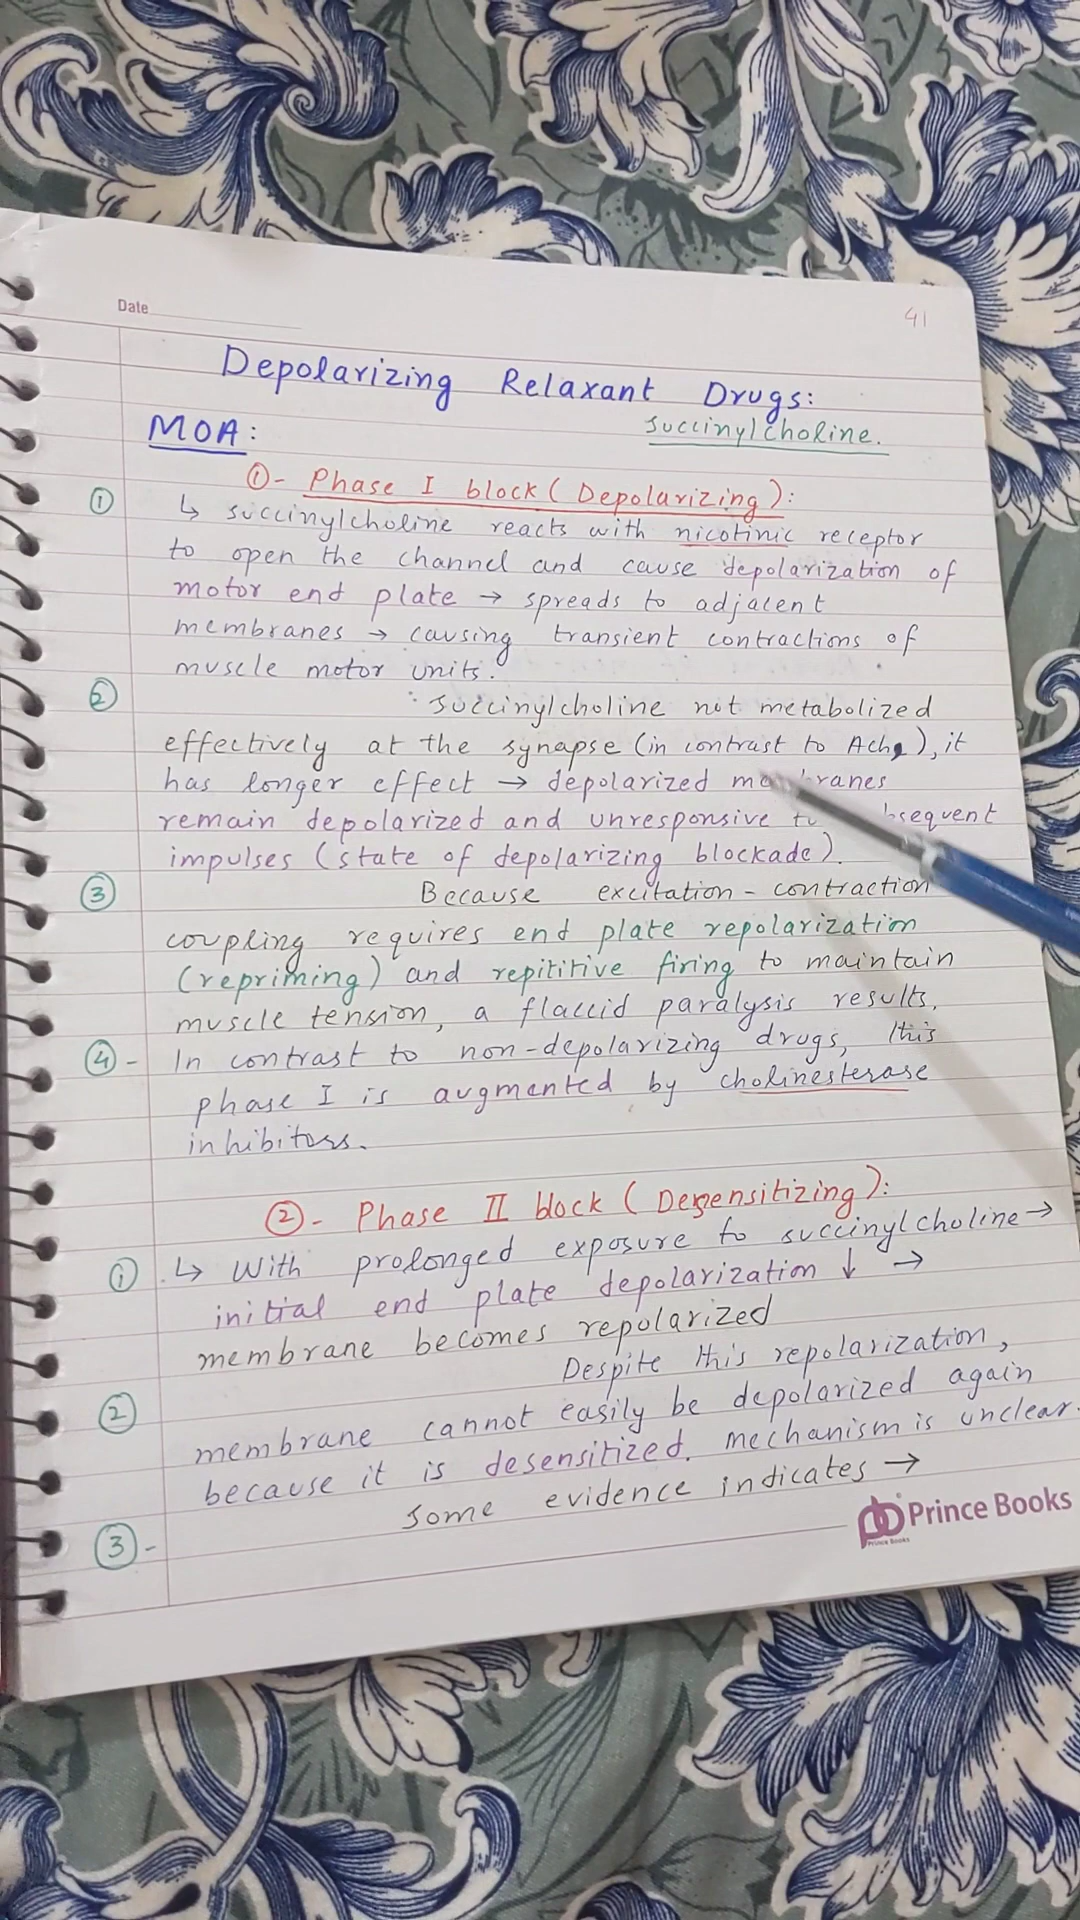 Date
41
Depolarizing Relaxant Drugs:
MOA:
succinylcholine.
①- Phase I block (Depolarizing):
① ↳ succinylcholine reacts with nicotinic receptor
to open the channel and cause depolarization of
motor end plate → spreads to adjacent
membranes → causing transient contractions of
muscle motor units.
② succinylcholine not metabolized
effectively at the synapse (in contrast to Ach), it
has longer effect → depolarized
remain depolarized and unresponsive
impulses (state of depolarizing blockade).
③ Because excitation - contraction
coupling requires end plate repolarization
(repriming) and repititive firing to maintain
muscle tension, a flaccid paralysis results.
④- In contrast to non-depolarizing drugs, this
phase I is augmented by cholinesterase
inhibitors.
②- Phase II block (Desensitizing):
① ↳ With prolonged exposure to succinylcholine →
initial end plate depolarization ↓ →
membrane becomes repolarized
Despite this repolarization,
② membrane cannot easily be depolarized again
because it is desensitized. mechanism is unclear.
③- some evidence indicates →
Prince Books
Prince Books